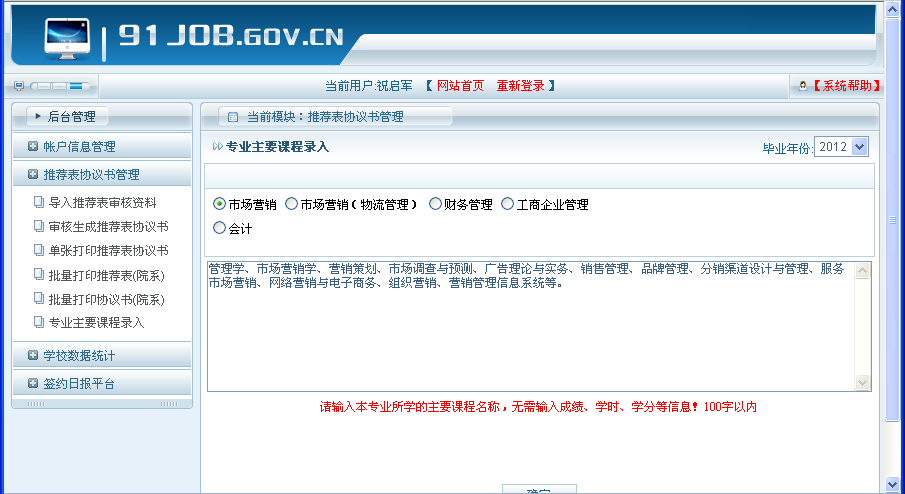 91 JOB.GOV.CN
当前用户:祝启军 【 网站首页 重新登录 】
【系统帮助】
后台管理
帐户信息管理
推荐表协议书管理
导入推荐表审核资料
审核生成推荐表协议书
单张打印推荐表协议书
批量打印推荐表(院系)
批量打印协议书(院系)
专业主要课程录入
学校数据统计
签约日报平台
当前模块：推荐表协议书管理
专业主要课程录入
毕业年份: 2012
市场营销 市场营销（物流管理） 财务管理 工商企业管理
会计
管理学、市场营销学、营销策划、市场调查与预测、广告理论与实务、销售管理、品牌管理、分销渠道设计与管理、服务
市场营销、网络营销与电子商务、组织营销、营销管理信息系统等。
请输入本专业所学的主要课程名称，无需输入成绩、学时、学分等信息！100字以内
确定